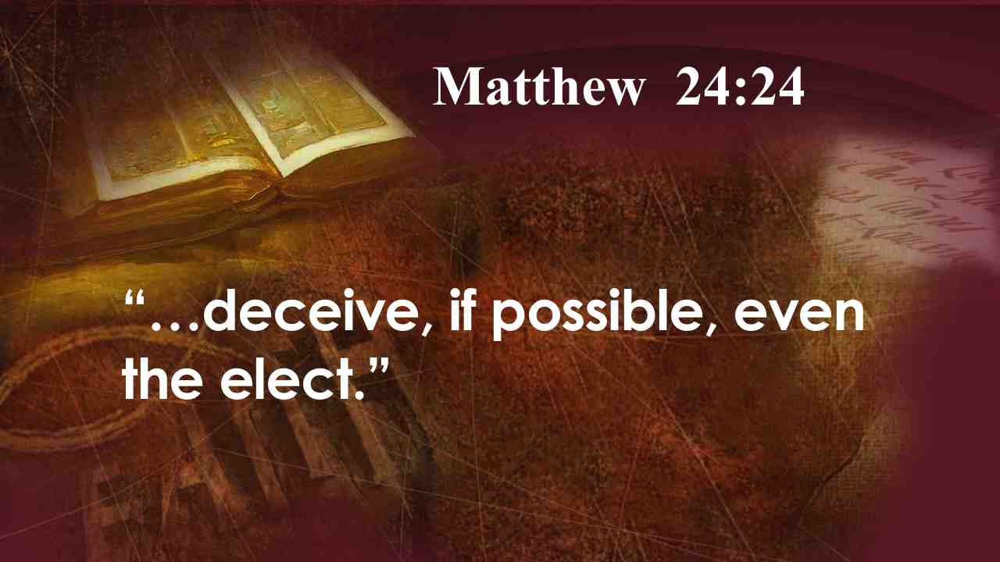 Matthew 24:24
“…deceive, if possible, even
the elect.”